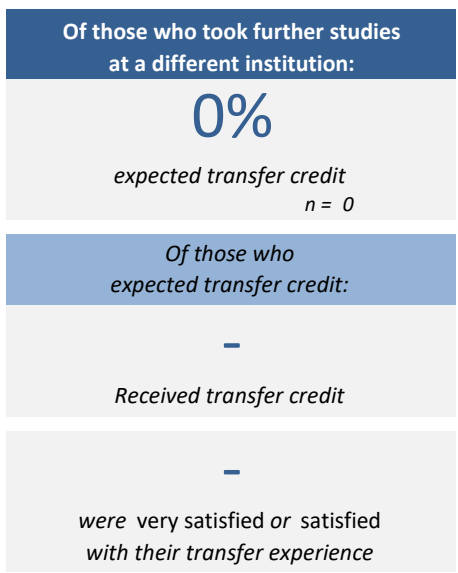 Of those who took further studies
at a different institution:
0%
expected transfer credit
n = 0
Of those who
expected transfer credit:
-
Received transfer credit
-
were very satisfied or satisfied
with their transfer experience